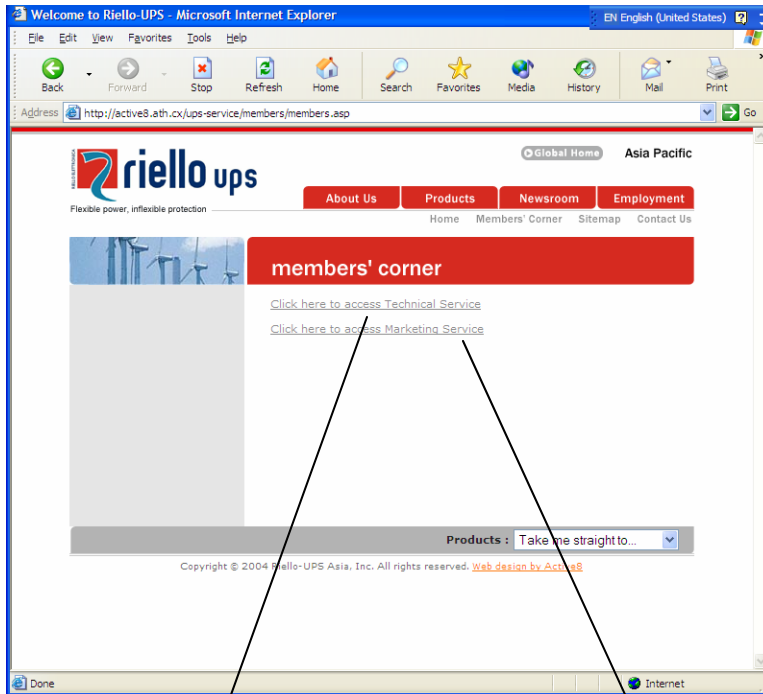 Welcome to Riello-UPS - Microsoft Internet Explorer
EN English (United States)
File Edit View Favorites Tools Help
Back Forward Stop Refresh Home Search Favorites Media History Mail Print
Address http://active8.ath.cx/ups-service/members/members.asp Go
Global Home Asia Pacific
riello ups
Flexible power, inflexible protection
About Us Products Newsroom Employment
Home Members' Corner Sitemap Contact Us
members' corner
Click here to access Technical Service
Click here to access Marketing Service
Products : Take me straight to...
Copyright © 2004 Riello-UPS Asia, Inc. All rights reserved. Web design by Active8
Done Internet